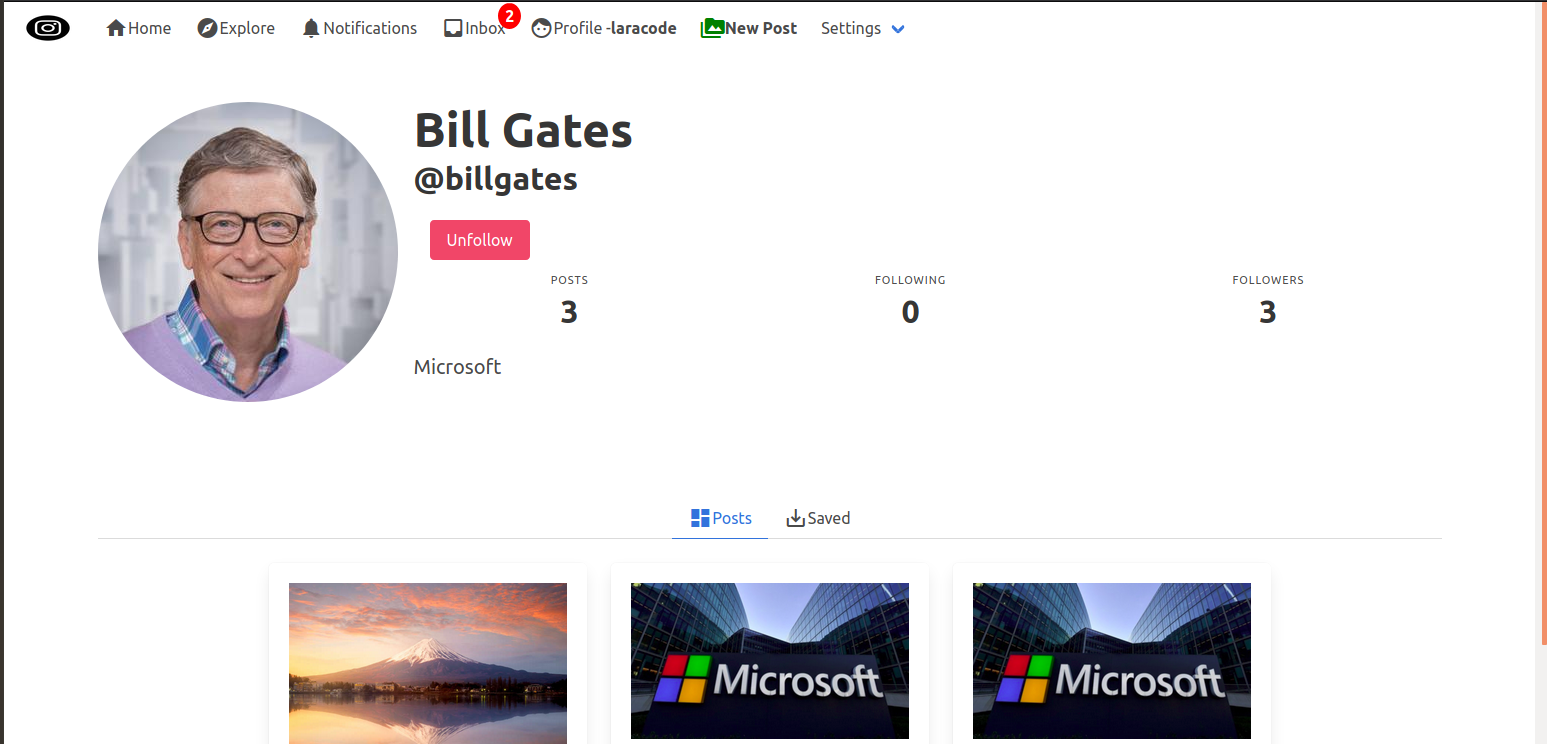 Home Explore Notifications Inbox 2 Profile -laracode New Post Settings
Bill Gates
@billgates
Unfollow
POSTS FOLLOWING FOLLOWERS
3 0 3
Microsoft
Posts Saved
Microsoft Microsoft